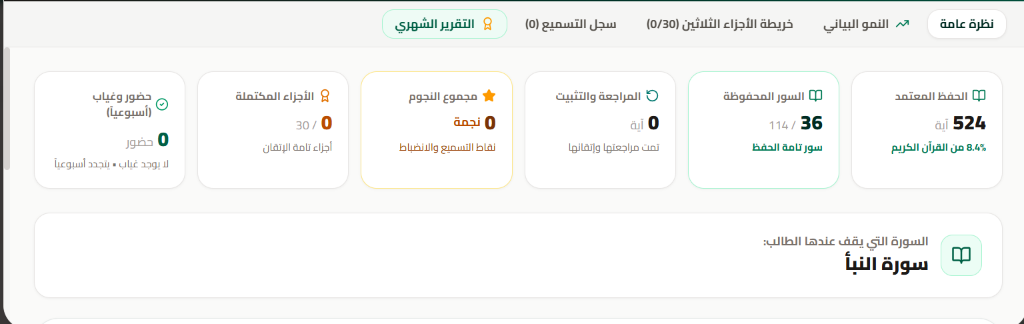 نظرة عامة
النمو البياني
خريطة الأجزاء الثلاثين (0/30)
سجل التسميع (0)
التقرير الشهري
الحفظ المعتمد
524 آية
8.4% من القرآن الكريم
السور المحفوظة
36 / 114
سور تامة الحفظ
المراجعة والتثبيت
0 آية
تمت مراجعتها وإتقانها
مجموع النجوم
0 نجمة
نقاط التسميع والانضباط
الأجزاء المكتملة
0 / 30
أجزاء تامة الإتقان
حضور وغياب
(أسبوعياً)
0 حضور
لا يوجد غياب • يتجدد أسبوعياً
السورة التي يقف عندها الطالب:
سورة النبأ